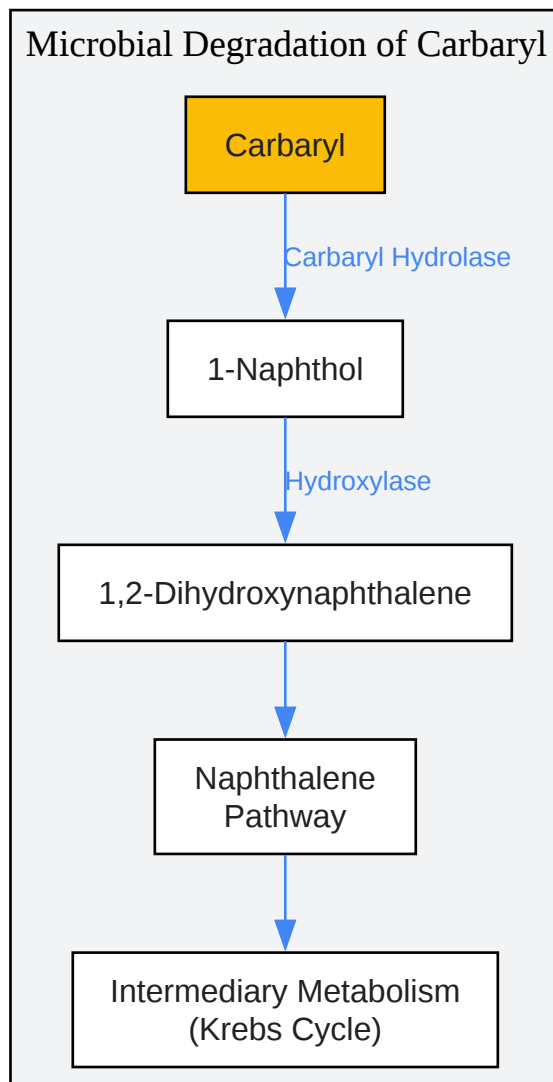 Microbial Degradation of Carbaryl
Carbaryl
Carbaryl Hydrolase
1-Naphthol
Hydroxylase
1,2-Dihydroxynaphthalene
Naphthalene
Pathway
Intermediary Metabolism
(Krebs Cycle)